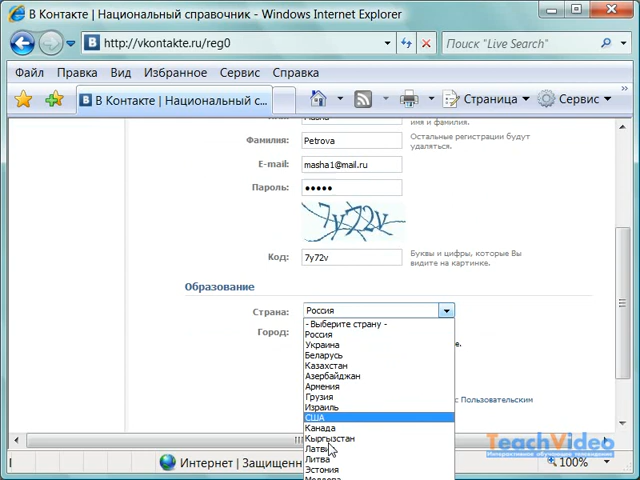 В Контакте | Национальный справочник - Windows Internet Explorer
http://vkontakte.ru/reg0
Поиск "Live Search"
Файл Правка Вид Избранное Сервис Справка
В Контакте | Национальный с...
Страница Сервис
имя и фамилия.
Фамилия: Petrova
Остальные регистрации будут
удаляться.
E-mail: masha1@mail.ru
Пароль: •••••
7y72v
Код: 7y72v
Буквы и цифры, которые Вы
видите на картинке.
Образование
Страна: Россия
Город:
- Выберите страну -
Россия
Украина
Беларусь
Казахстан
Азербайджан
Армения
Грузия
Израиль
с Пользовательским
США
Канада
Кыргызстан
Латвия
Литва
Эстония
TeachVideo
Интернет | Защищенн
100%